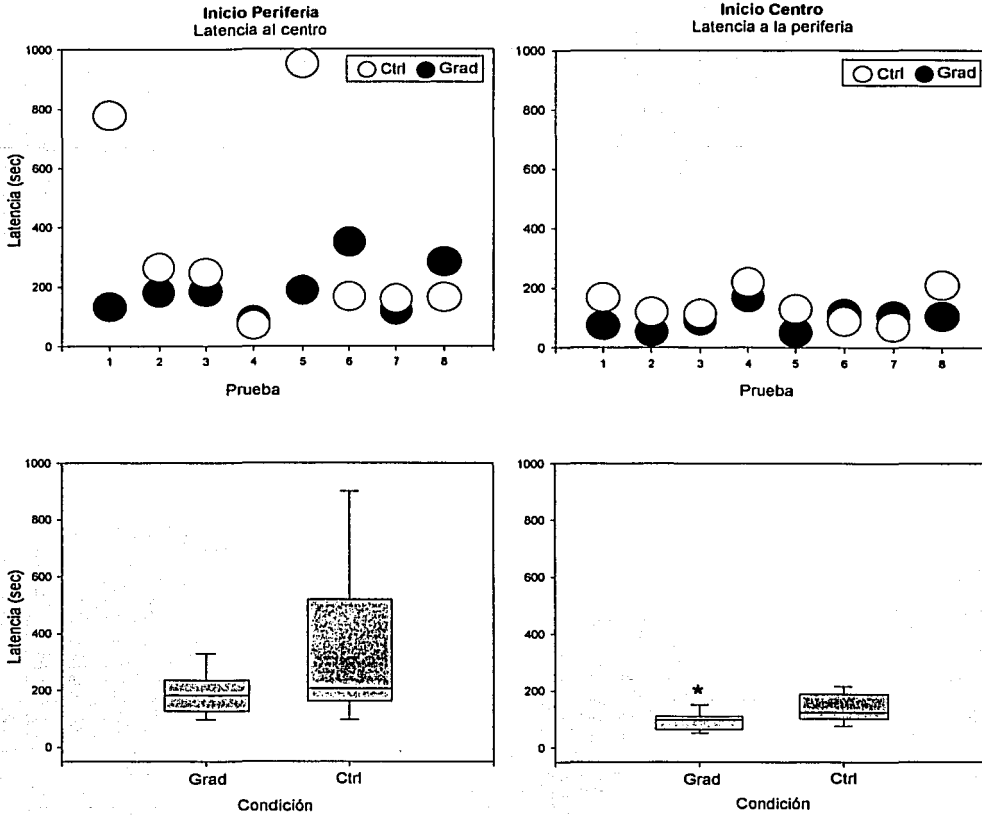 Inicio Periferia
Latencia al centro
1000
800
600
400
200
0
Latencia (sec)
Ctrl Grad
1 2 3 4 5 6 7 8
Prueba
Inicio Centro
Latencia a la periferia
1000
800
600
400
200
0
Ctrl Grad
1 2 3 4 5 6 7 8
Prueba
1000
800
600
400
200
0
Latencia (sec)
Grad Ctrl
Condición
1000
800
600
400
200
0
*
Grad Ctrl
Condición